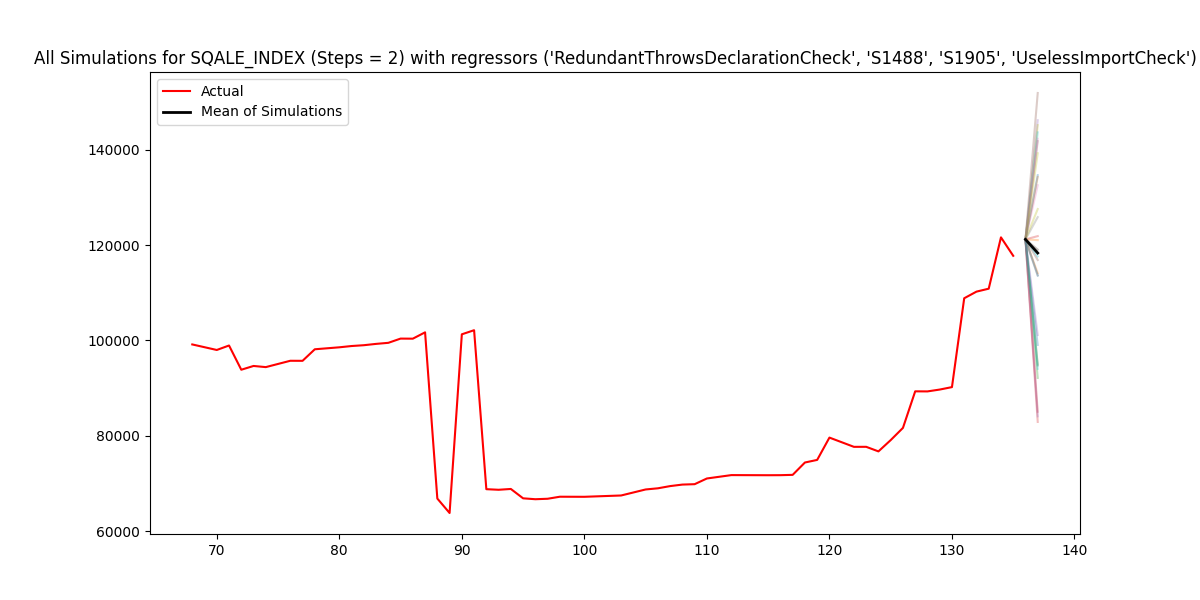 All Simulations for SQALE_INDEX (Steps = 2) with regressors ('RedundantThrowsDeclarationCheck', 'S1488', 'S1905', 'UselessImportCheck')
Actual
Mean of Simulations
140000
120000
100000
80000
60000
70 80 90 100 110 120 130 140